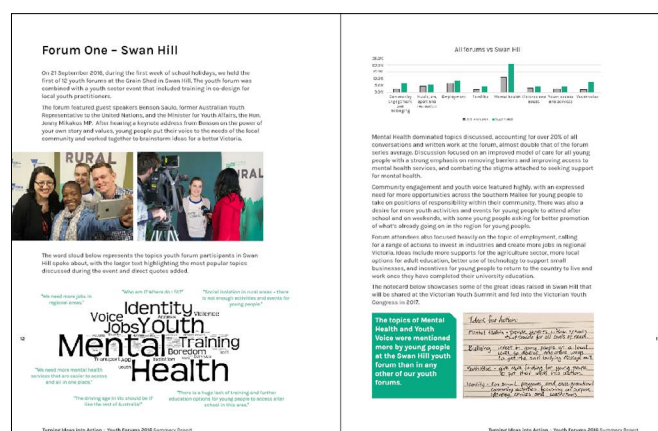 Forum One – Swan Hill
On 21 September 2016, during the first week of school holidays, we held the
first of 12 youth forums at the Grain Shed in Swan Hill. The youth forum was
combined with a youth sector event that included training in co-design for
local youth practitioners.
The forum featured guest speakers Benson Saulo, former Australian Youth
Representative to the United Nations, and the Minister for Youth Affairs, the Hon.
Jenny Mikakos MP. After hearing a keynote address from Benson on the power of
your own story and values, young people put their voice to the needs of the local
community and worked together to brainstorm ideas for a better Victoria.
RURAL
RURAL
The word cloud below represents the topics youth forum participants in Swan
Hill spoke about, with the larger text highlighting the most popular topics
discussed during the event and direct quotes added.
"We need more jobs in
regional areas."
"Who am I? Where do I fit?"
"Social isolation in rural areas – there
is not enough activities and events for
young people"
Identity
Voice
Violence
Jobs
Youth
Mental
Training
Boredom
Transport
Health
"We need more mental health
services that are easier to access
and all in one place"
"The driving age in Vic should be 17
like the rest of Australia"
"There is a huge lack of training and further
education options for young people to access after
school in this area"
Turning Ideas into Action – Youth Forums 2016 Summary Report
All forums vs Swan Hill
Employment
Families
Mental health
Mental Health dominated topics discussed, accounting for over 20% of all
conversations and written work at the forum, almost double that of the forum
series average. Discussion focused on an improved model of care for all young
people with a strong emphasis on removing barriers and improving access to
mental health services, and combating the stigma attached to seeking support
for mental health.
Community engagement and youth voice featured highly, with an expressed
need for more opportunities across the Southern Mallee for young people to
take on positions of responsibility within their community. There was also a
desire for more youth activities and events for young people to attend after
school and on weekends, with some young people asking for better promotion
of what's already going on in the region for young people.
Forum attendees also focused heavily on the topic of employment, calling
for a range of actions to invest in industries and create more jobs in regional
Victoria. Ideas include more supports for the agriculture sector, more local
options for adult education, better use of technology to support small
businesses, and incentives for young people to return to the country to live and
work once they have completed their university education.
The notecard below showcases some of the great ideas raised in Swan Hill that
will be shared at the Victorian Youth Summit and fed into the Victorian Youth
Congress in 2017.
The topics of Mental
Health and Youth
Voice were mentioned
more by young people
at the Swan Hill youth
forum than in any
other of our youth
forums.
Ideas for Action:
Turning Ideas into Action – Youth Forums 2016 Summary Report